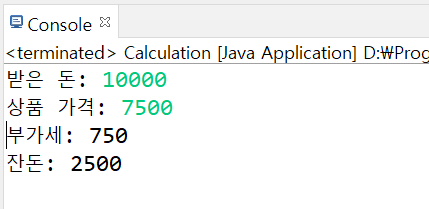 Console
<terminated> Calculation [Java Application] D:₩Prog
받은 돈: 10000
상품 가격: 7500
부가세: 750
잔돈: 2500